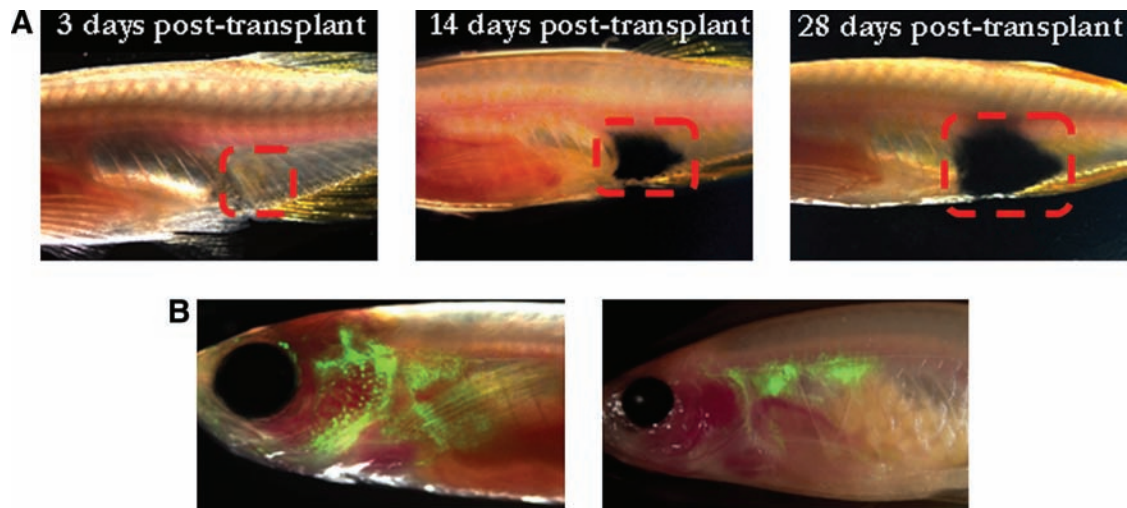 A
3 days post-transplant
14 days post-transplant
28 days post-transplant
B